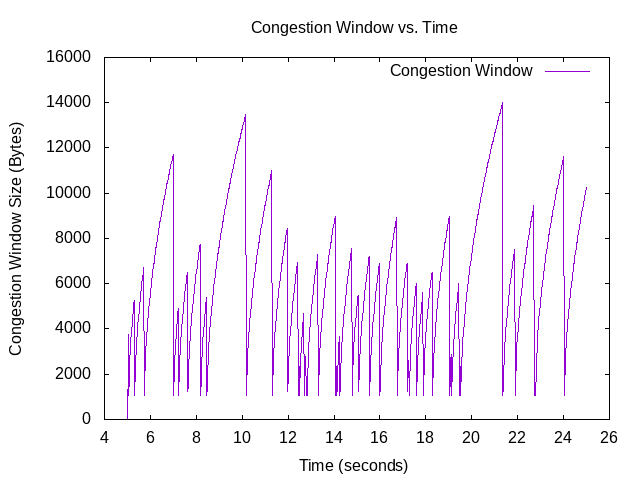 Congestion Window vs. Time
16000
14000
12000
10000
8000
6000
4000
2000
0
Congestion Window
Congestion Window Size (Bytes)
4 6 8 10 12 14 16 18 20 22 24 26
Time (seconds)